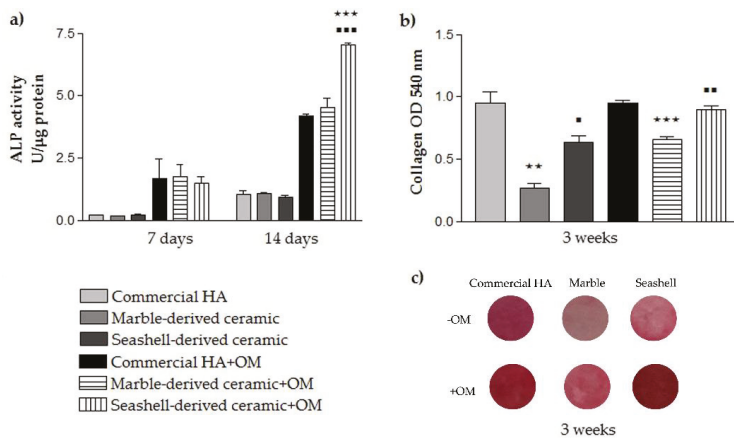 a)
ALP activity
U/µg protein
7.5
5.0
2.5
0.0
★★★
■■■
7 days
14 days
b)
Collagen OD 540 nm
1.5
1.0
0.5
0.0
★★
■
★★★
■■
3 weeks
Commercial HA
Marble-derived ceramic
Seashell-derived ceramic
Commercial HA+OM
Marble-derived ceramic+OM
Seashell-derived ceramic+OM
c)
Commercial HA Marble Seashell
-OM
+OM
3 weeks